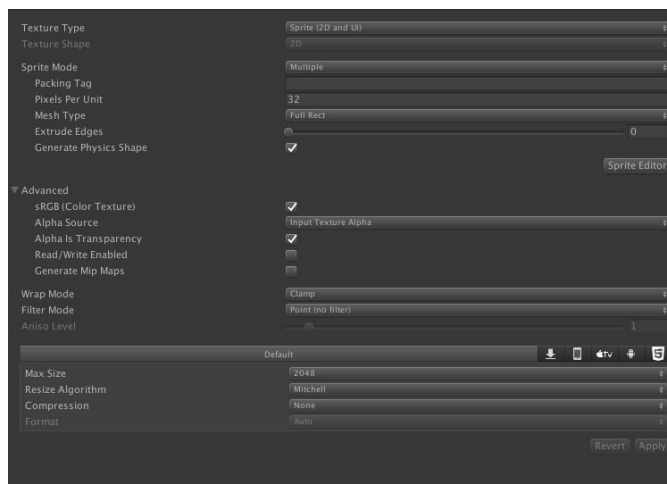 Texture Type Sprite (2D and UI)
Texture Shape 2D
Sprite Mode Multiple
Packing Tag
Pixels Per Unit 32
Mesh Type Full Rect
Extrude Edges 0
Generate Physics Shape
Sprite Editor
Advanced
sRGB (Color Texture)
Alpha Source Input Texture Alpha
Alpha Is Transparency
Read/Write Enabled
Generate Mip Maps
Wrap Mode Clamp
Filter Mode Point (no filter)
Aniso Level 1
Default tv 5
Max Size 2048
Resize Algorithm Mitchell
Compression None
Format Auto
Revert Apply